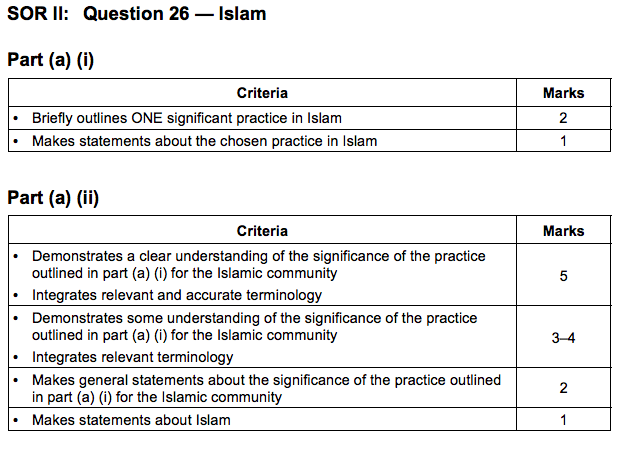 SOR II: Question 26 — Islam
Part (a) (i)
Criteria Marks
• Briefly outlines ONE significant practice in Islam 2
• Makes statements about the chosen practice in Islam 1
Part (a) (ii)
Criteria Marks
• Demonstrates a clear understanding of the significance of the practice
outlined in part (a) (i) for the Islamic community
• Integrates relevant and accurate terminology
5
• Demonstrates some understanding of the significance of the practice
outlined in part (a) (i) for the Islamic community
• Integrates relevant terminology
3–4
• Makes general statements about the significance of the practice outlined
in part (a) (i) for the Islamic community
2
• Makes statements about Islam 1